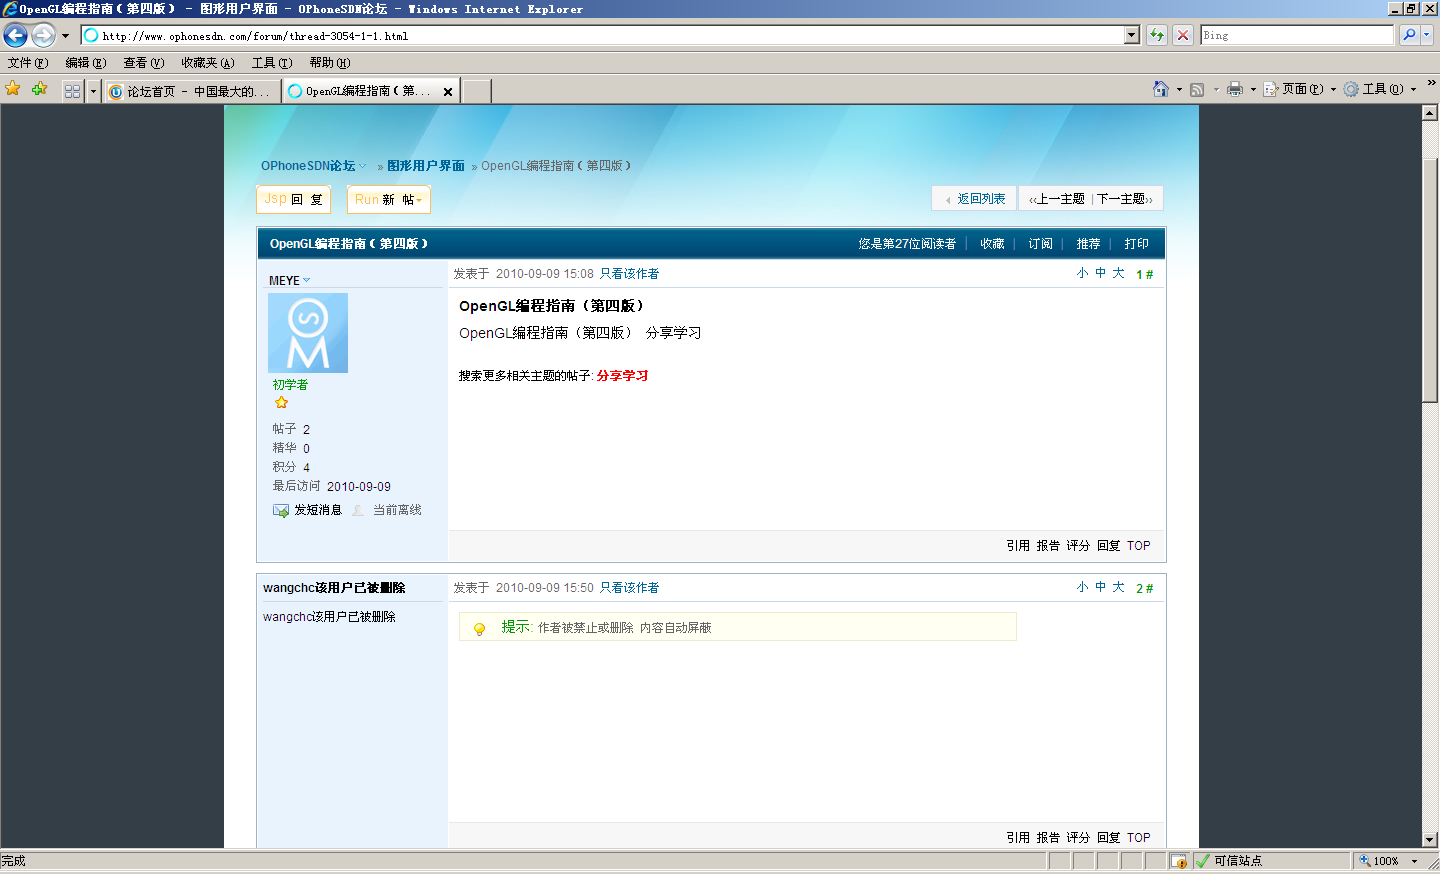 OpenGL编程指南（第四版） - 图形用户界面 - OPhoneSDN论坛 - Windows Internet Explorer
http://www.ophonesdn.com/forum/thread-3054-1-1.html
Bing
文件(F) 编辑(E) 查看(V) 收藏夹(A) 工具(T) 帮助(H)
论坛首页 - 中国最大的... OpenGL编程指南（第... 页面(P) 工具(O)
OPhoneSDN论坛 » 图形用户界面 » OpenGL编程指南（第四版）
Jsp 回 复 Run 新 帖 返回列表 ‹‹上一主题 | 下一主题››
OpenGL编程指南（第四版） 您是第27位阅读者 | 收藏 | 订阅 | 推荐 | 打印
MEYE 发表于 2010-09-09 15:08 只看该作者 小 中 大 1 #
OpenGL编程指南（第四版）
OpenGL编程指南（第四版） 分享学习
搜索更多相关主题的帖子: 分享学习
初学者
帖子 2
精华 0
积分 4
最后访问 2010-09-09
发短消息 当前离线
引用 报告 评分 回复 TOP
wangchc该用户已被删除 发表于 2010-09-09 15:50 只看该作者 小 中 大 2 #
wangchc该用户已被删除
提示: 作者被禁止或删除 内容自动屏蔽
引用 报告 评分 回复 TOP
完成 可信站点 100%